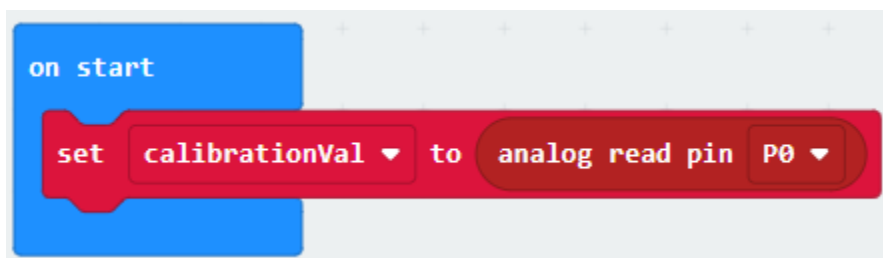 on start
set calibrationVal to analog read pin P0